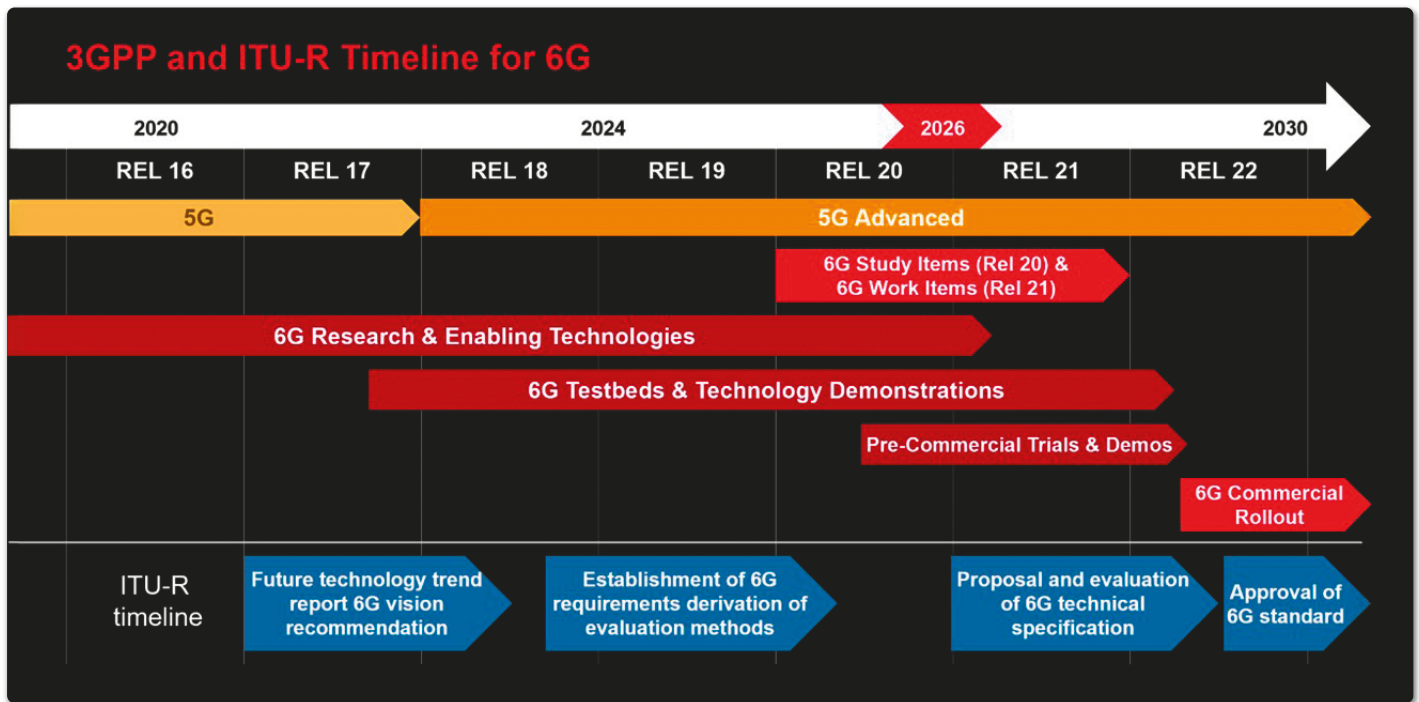 3GPP and ITU-R Timeline for 6G
2020
2024
2026
2030
REL 16
REL 17
REL 18
REL 19
REL 20
REL 21
REL 22
5G
5G Advanced
6G Study Items (Rel 20) &
6G Work Items (Rel 21)
6G Research & Enabling Technologies
6G Testbeds & Technology Demonstrations
Pre-Commercial Trials & Demos
6G Commercial
Rollout
ITU-R
timeline
Future technology trend
report 6G vision
recommendation
Establishment of 6G
requirements derivation of
evaluation methods
Proposal and evaluation
of 6G technical
specification
Approval of
6G standard